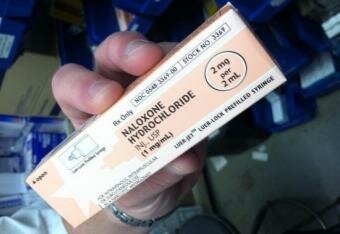 NDC 0548-3369-00
STOCK NO. 3369
Rx Only
NALOXONE
HYDROCHLORIDE
INJ., USP
(1 mg/mL)
2 mg
per
2 mL
LUER-JET™ LUER-LOCK PREFILLED SYRINGE
open